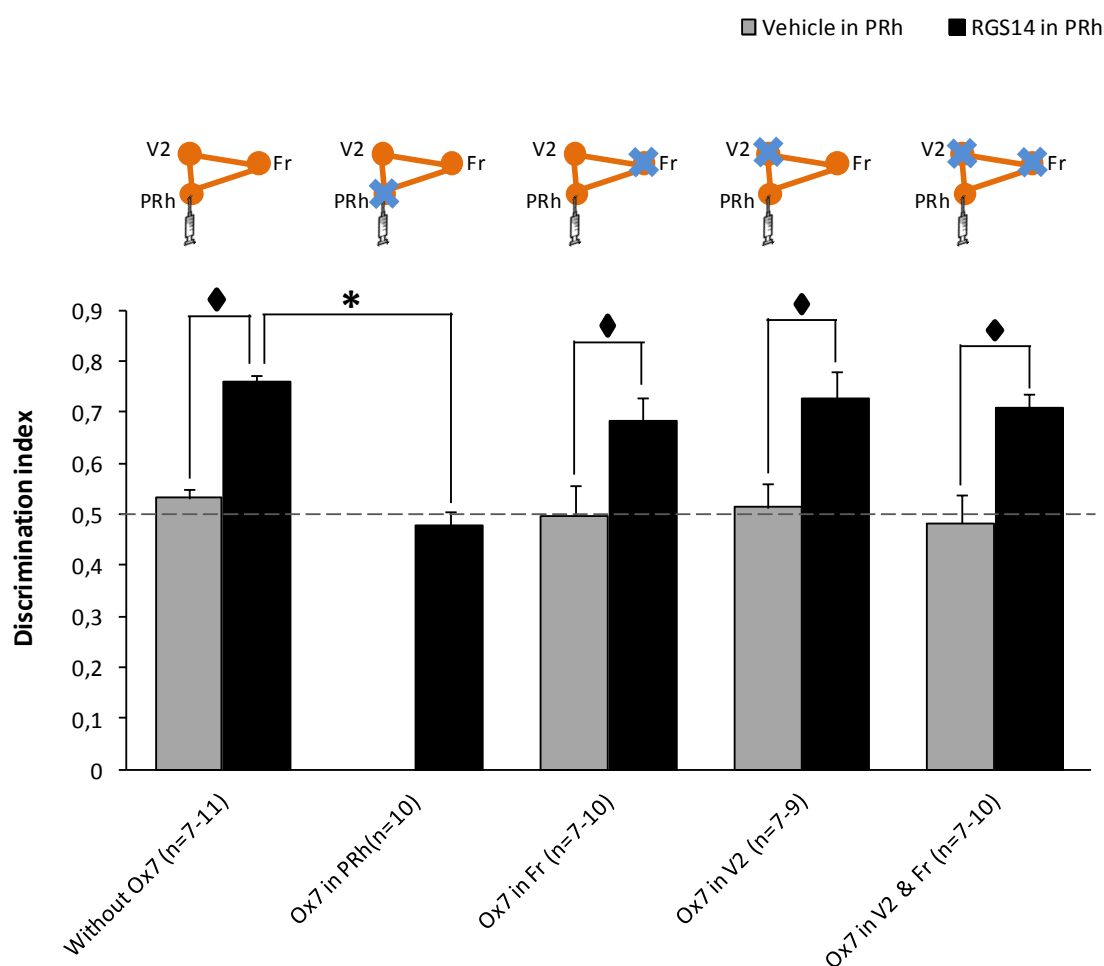 Vehicle in PRh RGS14 in PRh
V2 Fr PRh
V2 Fr PRh
V2 Fr PRh
V2 Fr PRh
V2 Fr PRh
*
Discrimination index
0,9
0,8
0,7
0,6
0,5
0,4
0,3
0,2
0,1
0
Without Ox7 (n=7-11)
Ox7 in PRh(n=10)
Ox7 in Fr (n=7-10)
Ox7 in V2 (n=7-9)
Ox7 in V2 & Fr (n=7-10)